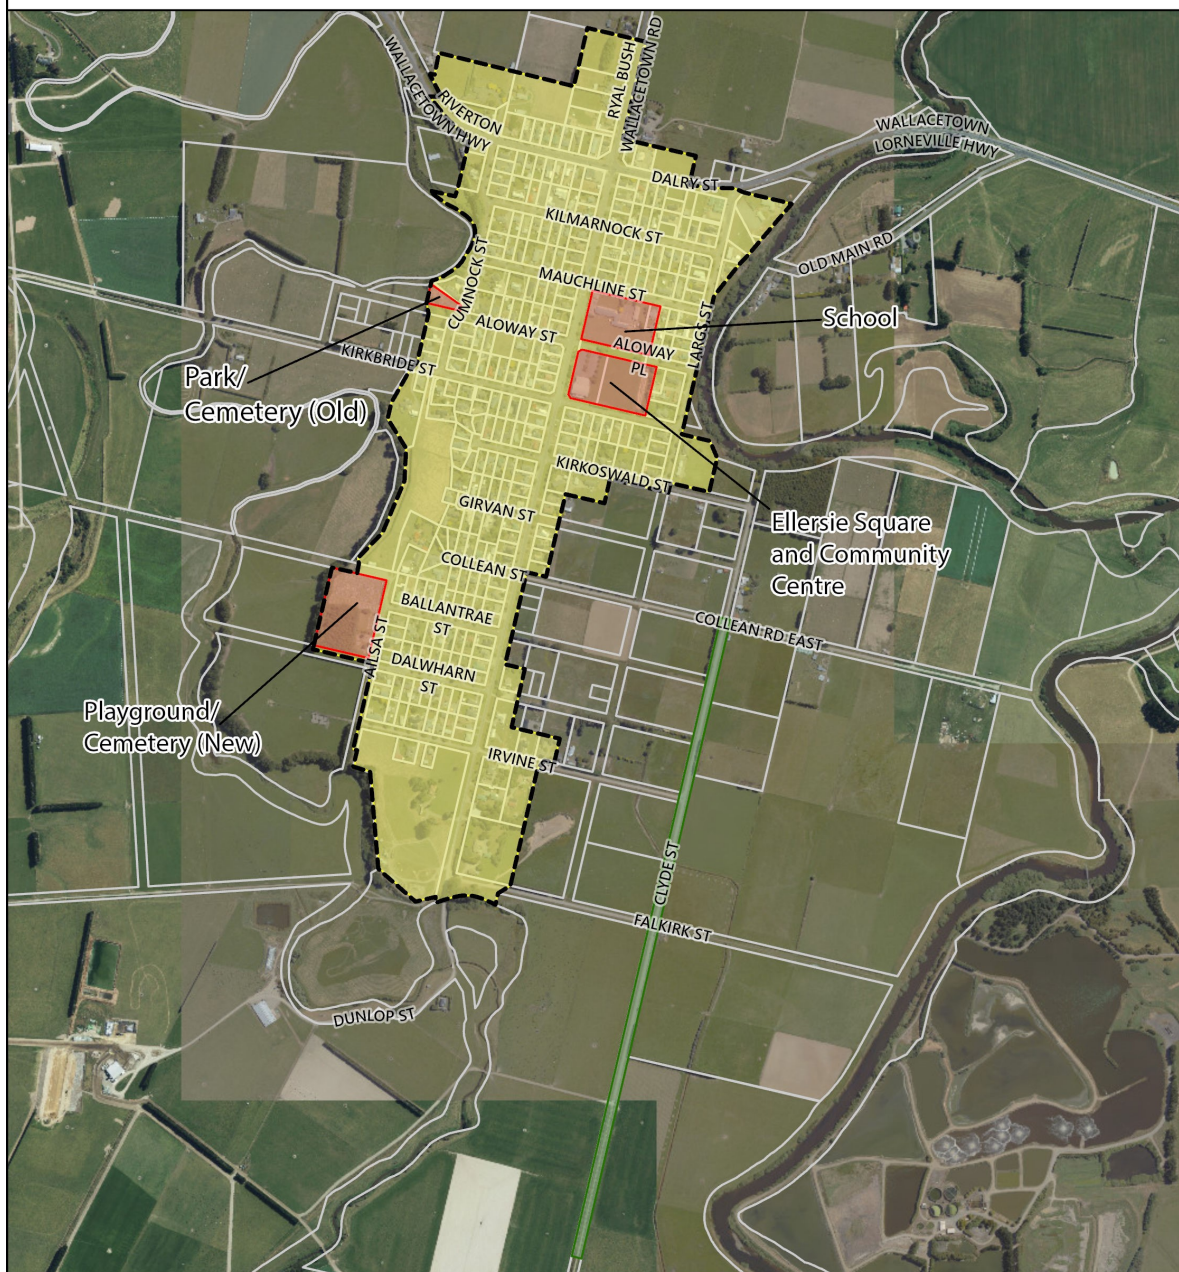 WALLACETOWN HWY
RIVERTON
RYAL BUSH
WALLACETOWN RD
WALLACETOWN
LORNEVILLE HWY
DALRY ST
KILMARNOCK ST
OLD MAIN RD
CUMNOCK ST
MAUCHLINE ST
LARGS ST
School
ALOWAY ST
ALOWAY
PL
KIRKBRIDE ST
Park/
Cemetery (Old)
KIRKOSWALD ST
GIRVAN ST
Ellersie Square
and Community
Centre
COLLEAN ST
BALLANTRAE
ST
COLLEAN RD EAST
AILSA ST
DALWHARN
ST
Playground/
Cemetery (New)
IRVINE ST
CLYDE ST
FALKIRK ST
DUNLOP ST